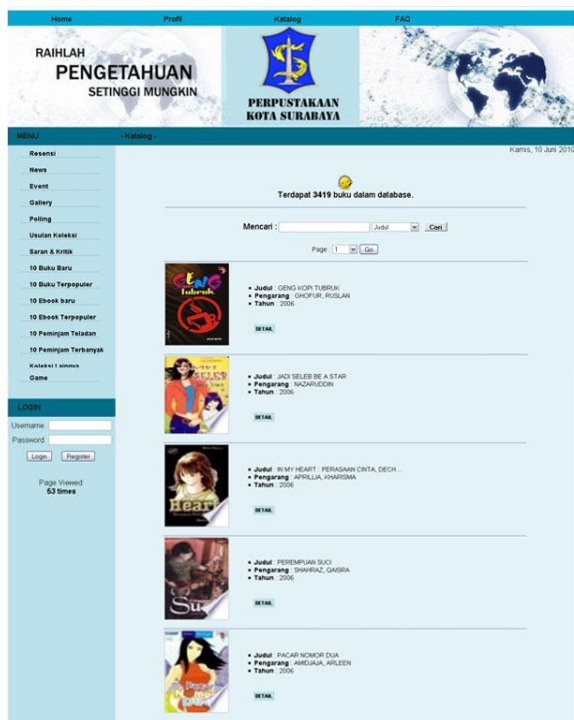 Home Profil Katalog FAQ
RAIHLAH
PENGETAHUAN
SETINGGI MUNGKIN
PERPUSTAKAAN
KOTA SURABAYA
MENU - Katalog -
Kamis, 10 Juni 2010
Resensi
News
Event
Gallery
Polling
Usulan Koleksi
Saran & Kritik
10 Buku Baru
10 Buku Terpopuler
10 Ebook baru
10 Ebook Terpopuler
10 Peminjam Teladan
10 Peminjam Terbanyak
Koleksi Lainnya
Game
LOGIN
Username
Password
Login Register
Page Viewed
53 times
Terdapat 3419 buku dalam database.
Mencari : Judul Cari
Page : 1 Go
GENG
Tubruk
Judul : GENG KOPI TUBRUK
Pengarang : GHOFUR, RUSLAN
Tahun : 2006
DETAIL
Judul : JADI SELEB BE A STAR
Pengarang : NAZARUDDIN
Tahun : 2006
DETAIL
Heart
Judul : IN MY HEART : PERASAAN CINTA, DECH...
Pengarang : APRILLIA, KHARISMA
Tahun : 2006
DETAIL
Suci
Judul : PEREMPUAN SUCI
Pengarang : SHAHRAZ, QAISRA
Tahun : 2006
DETAIL
Judul : PACAR NOMOR DUA
Pengarang : AMIDJAJA, ARLEEN
Tahun : 2006
DETAIL